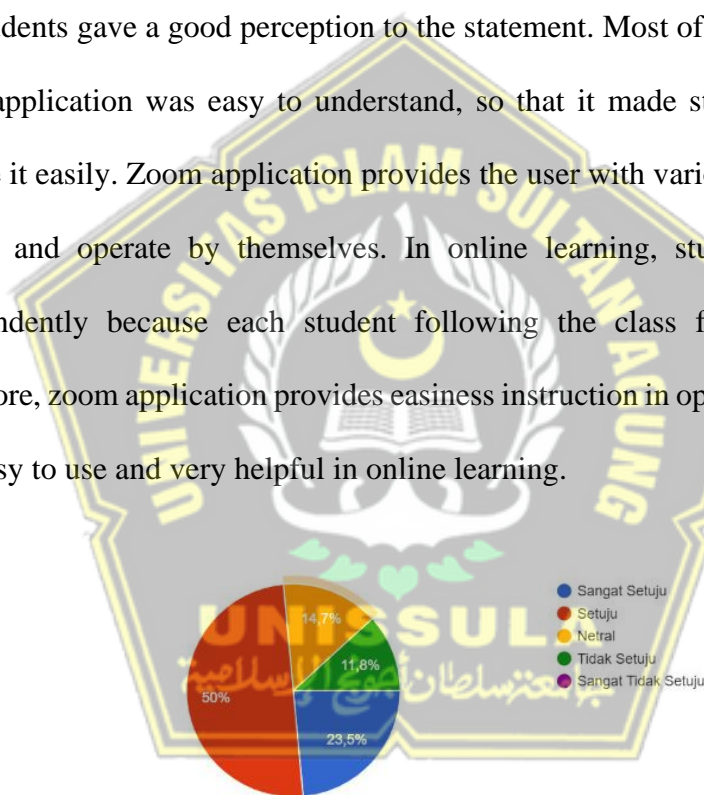 dents gave a good perception to the statement. Most of
application was easy to understand, so that it made st
it easily. Zoom application provides the user with vari
and operate by themselves. In online learning, stu
ndently because each student following the class f
ore, zoom application provides easiness instruction in op
sy to use and very helpful in online learning.
UNIVERSITAS ISLAM SULTAN AGUNG
Sangat Setuju
Setuju
Netral
Tidak Setuju
Sangat Tidak Setuju
14,7%
11,8%
50%
23,5%
UNISSULA
جامعتسلطان أجونج الإسلامية